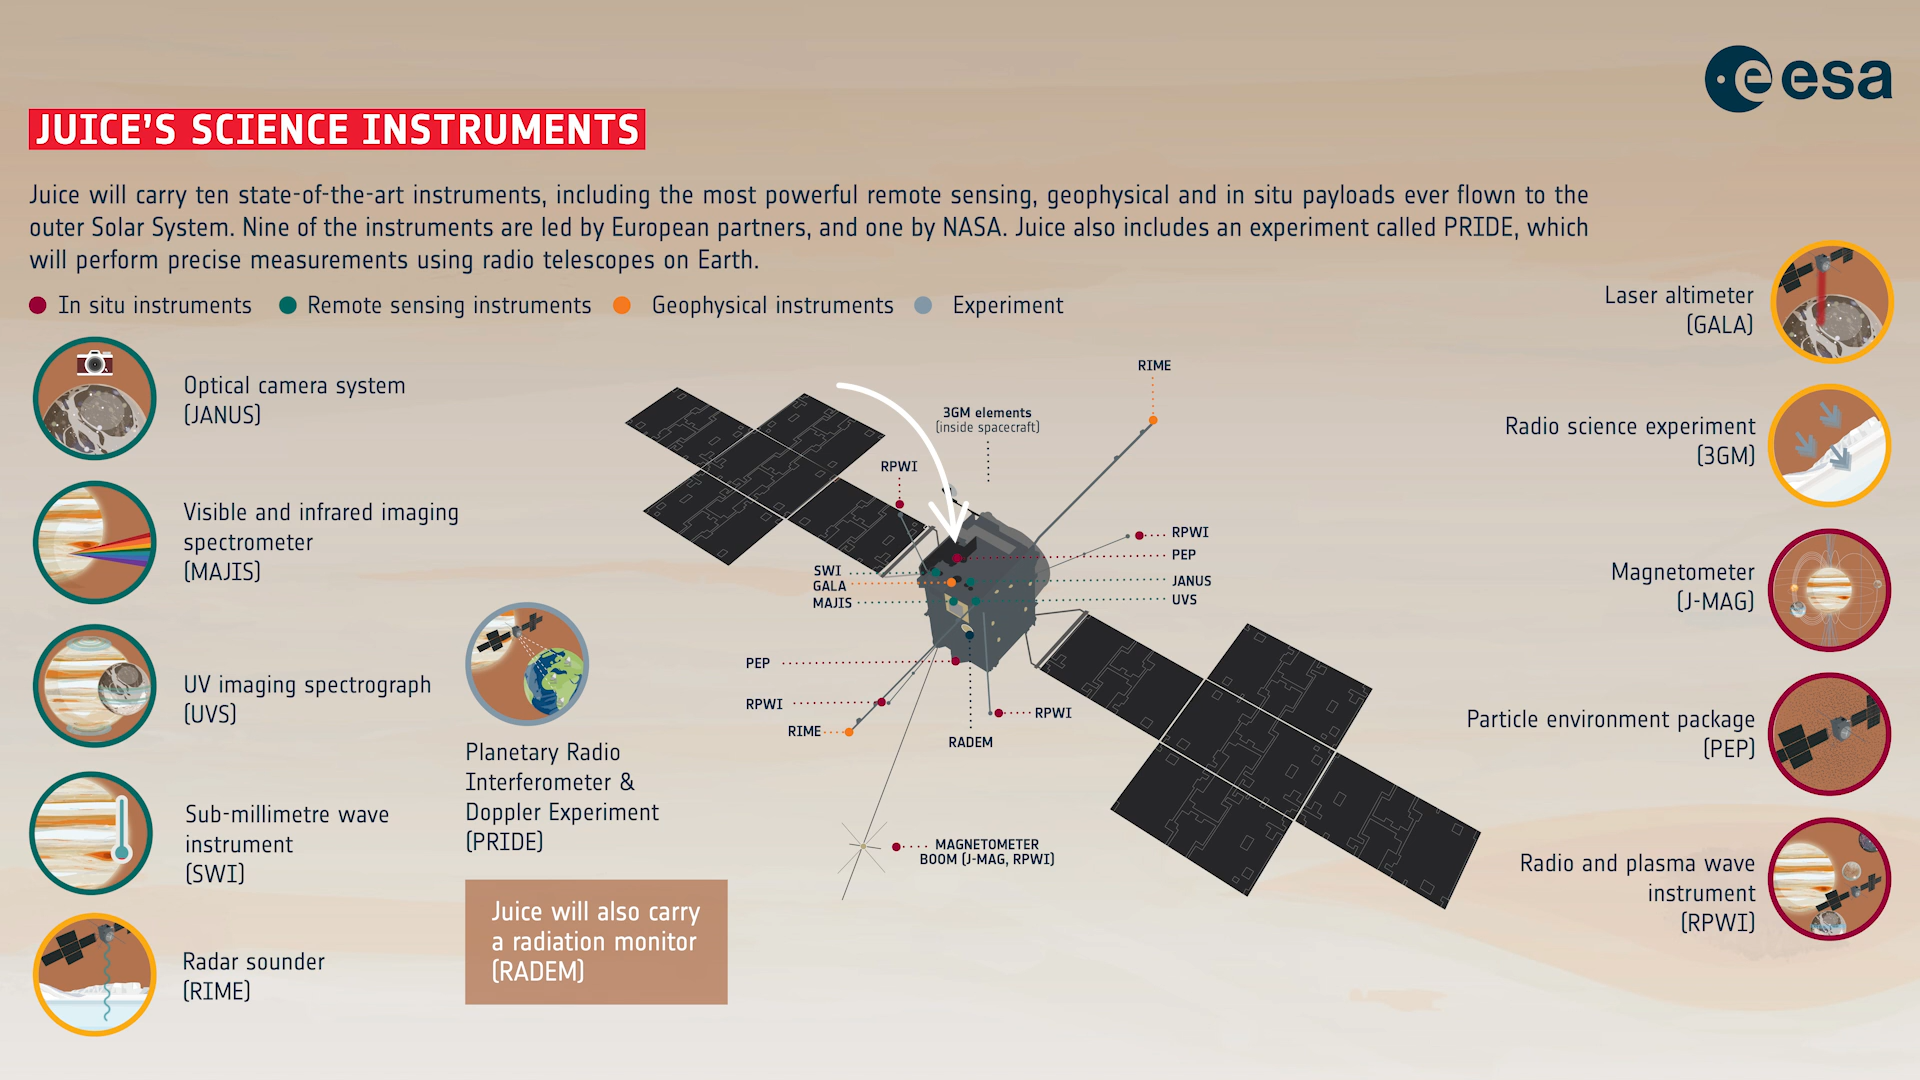 esa
JUICE'S SCIENCE INSTRUMENTS
Juice will carry ten state-of-the-art instruments, including the most powerful remote sensing, geophysical and in situ payloads ever flown to the
outer Solar System. Nine of the instruments are led by European partners, and one by NASA. Juice also includes an experiment called PRIDE, which
will perform precise measurements using radio telescopes on Earth.
In situ instruments
Remote sensing instruments
Geophysical instruments
Experiment
Optical camera system
(JANUS)
Visible and infrared imaging
spectrometer
(MAJIS)
UV imaging spectrograph
(UVS)
Sub-millimetre wave
instrument
(SWI)
Radar sounder
(RIME)
Planetary Radio
Interferometer &
Doppler Experiment
(PRIDE)
Juice will also carry
a radiation monitor
(RADEM)
RIME
3GM elements
(inside spacecraft)
RPWI
RPWI
PEP
SWI
GALA
MAJIS
JANUS
UVS
PEP
RPWI
RIME
RPWI
RADEM
MAGNETOMETER
BOOM (J-MAG, RPWI)
Laser altimeter
(GALA)
Radio science experiment
(3GM)
Magnetometer
(J-MAG)
Particle environment package
(PEP)
Radio and plasma wave
instrument
(RPWI)